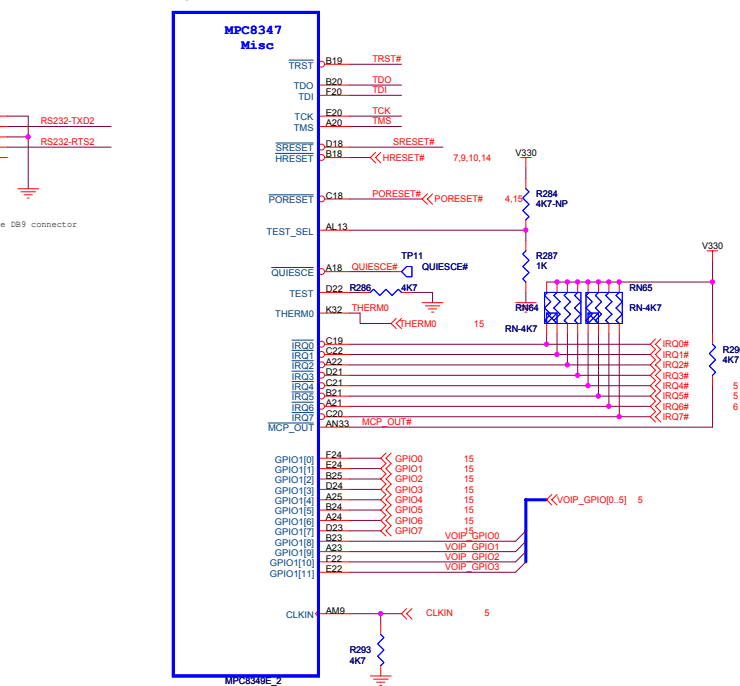 MPC8347
Misc
TRST B19 TRST#
TDO B20 TDO
TDI F20 TDI
TCK E20 TCK
TMS A20 TMS
SRESET D18 SRESET#
HRESET B18 HRESET# 7,9,10,14
PORESET C18 PORESET# PORESET# 4,15
TEST_SEL AL13
V330
R284
4K7-NP
R287
1K
QUIESCE A18 QUIESCE# TP11 QUIESCE#
TEST D22 R286 4K7
THERM0 K32 THERM0 THERM0 15
V330
RN65
RN64
RN-4K7
RN-4K7
R29
4K7
IRQ0 C19 IRQ0#
IRQ1 C22 IRQ1#
IRQ2 A22 IRQ2#
IRQ3 D21 IRQ3#
IRQ4 C21 IRQ4# 5
IRQ5 B21 IRQ5# 5
IRQ6 A21 IRQ6# 6
IRQ7 C20 IRQ7#
MCP_OUT AN33 MCP_OUT#
GPIO1[0] F24 GPIO0 15
GPIO1[1] E24 GPIO1 15
GPIO1[2] B25 GPIO2 15
GPIO1[3] D24 GPIO3 15
GPIO1[4] A25 GPIO4 15
GPIO1[5] B24 GPIO5 15
GPIO1[6] A24 GPIO6 15
GPIO1[7] D23 GPIO7 15
GPIO1[8] B23 VOIP_GPIO0
GPIO1[9] A23 VOIP_GPIO1
GPIO1[10] F22 VOIP_GPIO2
GPIO1[11] E22 VOIP_GPIO3
VOIP_GPIO[0..5] 5
CLKIN AM9 CLKIN 5
R293
4K7
MPC8349E_2
RS232-TXD2
RS232-RTS2
e DB9 connector